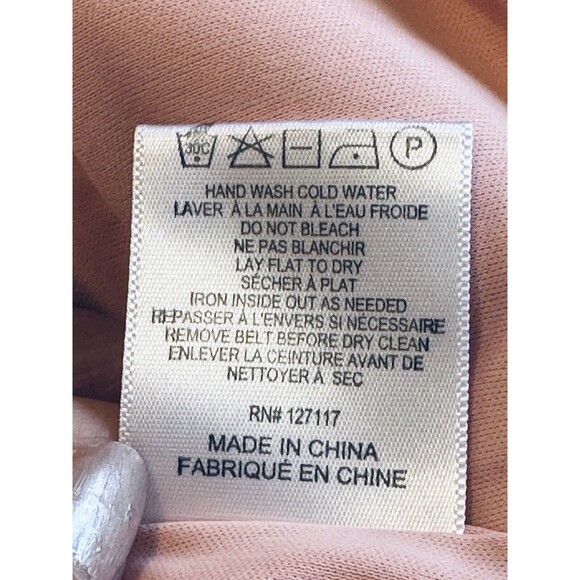 30C P
HAND WASH COLD WATER
LAVER À LA MAIN À L'EAU FROIDE
DO NOT BLEACH
NE PAS BLANCHIR
LAY FLAT TO DRY
SÉCHER À PLAT
IRON INSIDE OUT AS NEEDED
REPASSER À L'ENVERS SI NÉCESSAIRE
REMOVE BELT BEFORE DRY CLEAN
ENLEVER LA CEINTURE AVANT DE
NETTOYER À SEC
RN# 127117
MADE IN CHINA
FABRIQUÉ EN CHINE